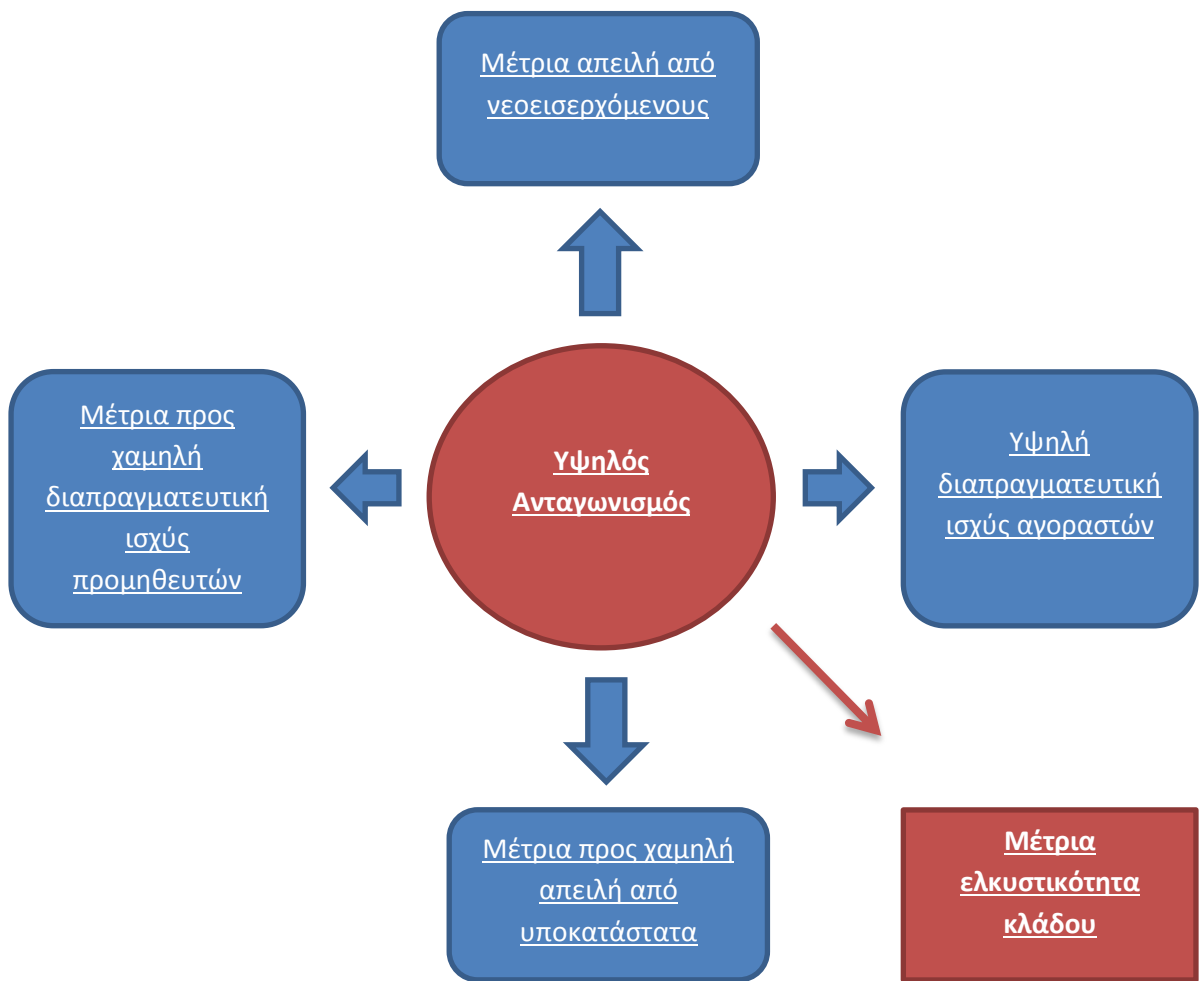 Μέτρια απειλή από
νεοεισερχόμενους
Μέτρια προς
χαμηλή
διαπραγματευτική
ισχύς
προμηθευτών
Υψηλός
Ανταγωνισμός
Υψηλή
διαπραγματευτική
ισχύς αγοραστών
Μέτρια προς χαμηλή
απειλή από
υποκατάστατα
Μέτρια
ελκυστικότητα
κλάδου